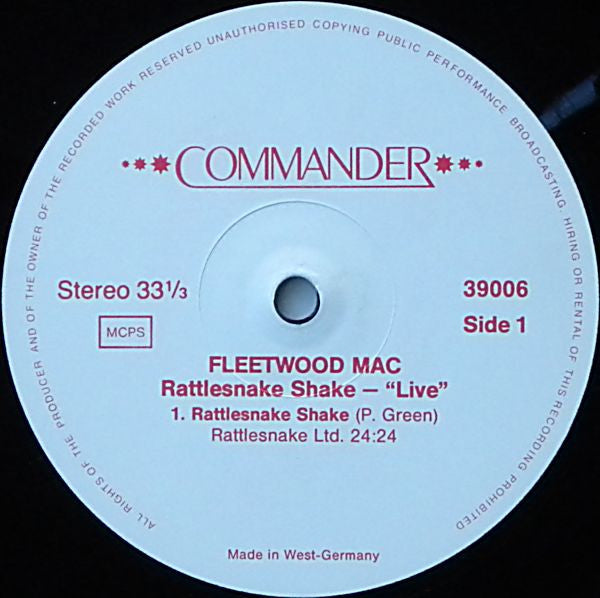 ALL RIGHTS OF THE PRODUCER AND OF THE OWNER OF THE RECORDED WORK RESERVED UNAUTHORISED COPYING PUBLIC PERFORMANCE BROADCASTING, HIRING OR RENTAL OF THIS RECORDING PROHIBITED
COMMANDER
Stereo 33⅓
39006
MCPS
Side 1
FLEETWOOD MAC
Rattlesnake Shake – “Live”
1. Rattlesnake Shake (P. Green)
Rattlesnake Ltd. 24:24
Made in West-Germany